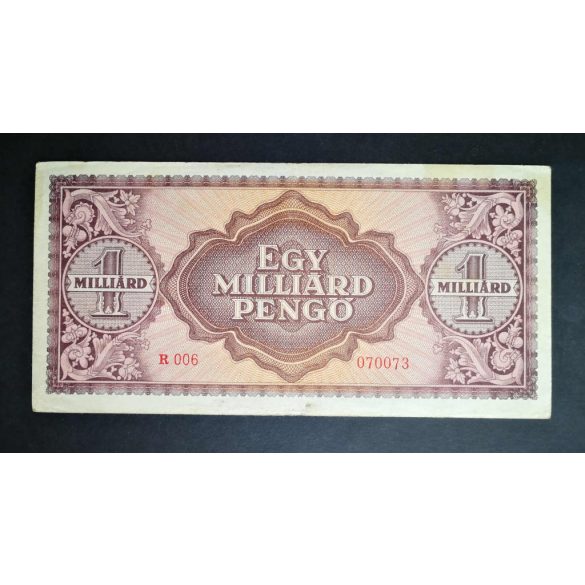 1
MILLIÁRD
EGY
MILLIÁRD
PENGŐ
1
MILLIÁRD
R 006
070073